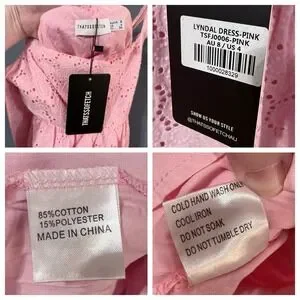 THATSSOFETCH
LYNDAL DRESS-PINK
TSFJ0006-PINK
AU 8 / US 4
1000028329
SHOW US YOUR STYLE
@THATSSOFETCHAU
85%COTTON
15%POLYESTER
MADE IN CHINA
COLD HAND WASH ONLY
COOL IRON
DO NOT SOAK
DO NOT TUMBLE DRY